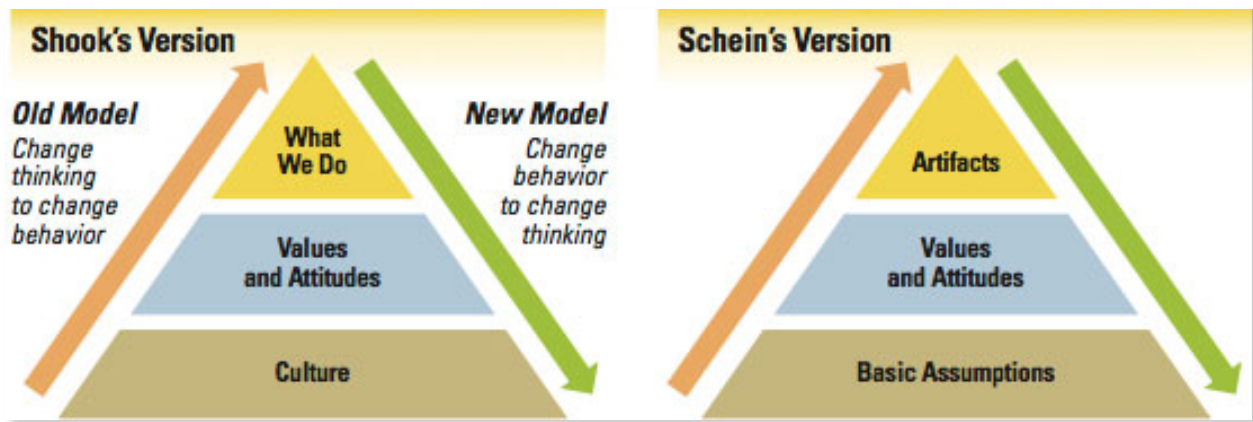 Shook's Version
Old Model
Change
thinking
to change
behavior
What
We Do
New Model
Change
behavior
to change
thinking
Values
and Attitudes
Culture
Schein's Version
Artifacts
Values
and Attitudes
Basic Assumptions